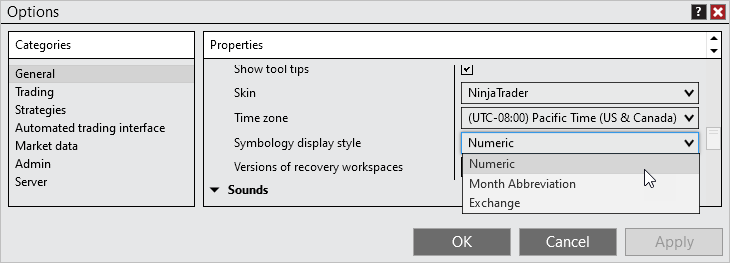 Options
?
Categories
General
Trading
Strategies
Automated trading interface
Market data
Admin
Server
Properties
Show tool tips
Skin NinjaTrader
Time zone (UTC-08:00) Pacific Time (US & Canada)
Symbology display style Numeric
Versions of recovery workspaces
Numeric
Month Abbreviation
Exchange
Sounds
OK Cancel Apply